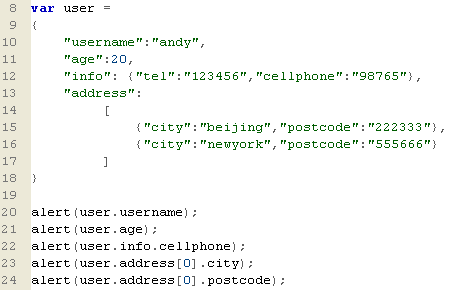 8 var user =
9 {
10 "username":"andy",
11 "age":20,
12 "info": {"tel":"123456","cellphone":"98765"},
13 "address":
14 [
15 {"city":"beijing","postcode":"222333"},
16 {"city":"newyork","postcode":"555666"}
17 ]
18 }
19
20 alert(user.username);
21 alert(user.age);
22 alert(user.info.cellphone);
23 alert(user.address[0].city);
24 alert(user.address[0].postcode);